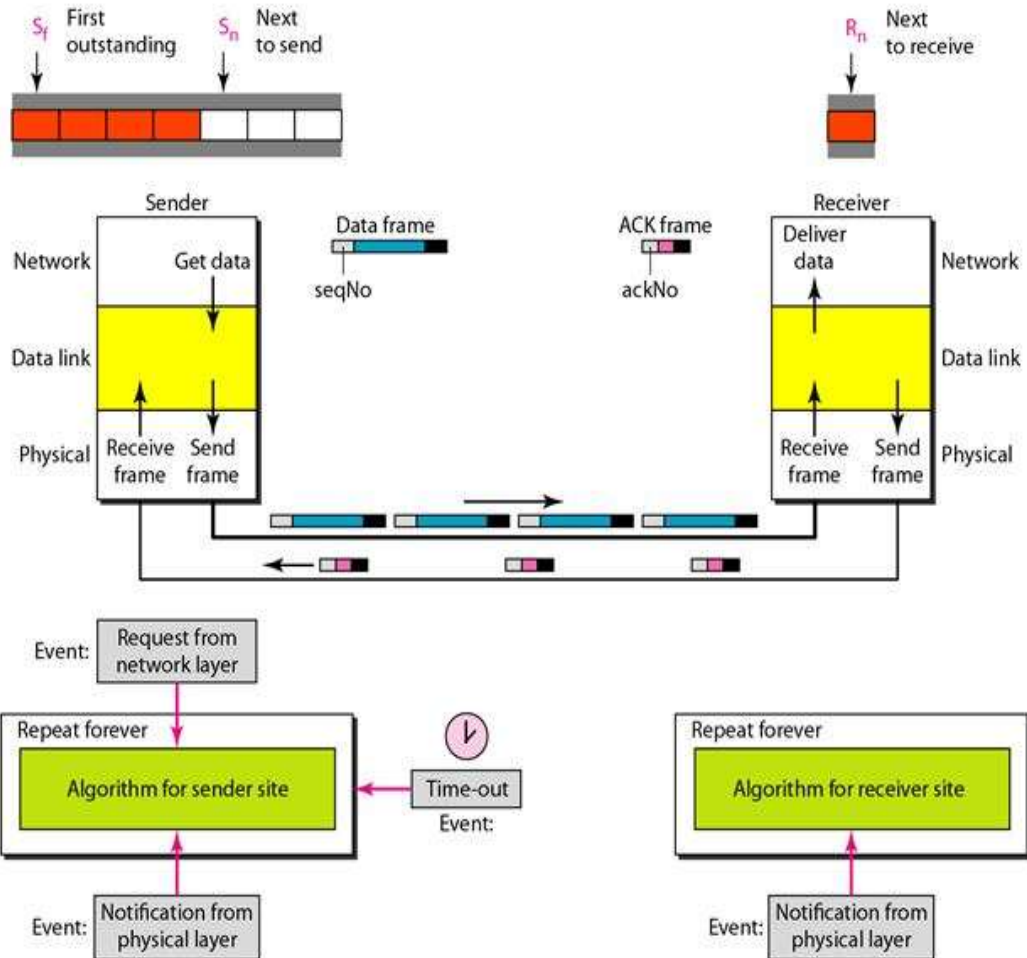 Sf First
outstanding
Sn Next
to send
Rn Next
to receive
Sender
Receiver
Data frame
seqNo
ACK frame
ackNo
Network
Get data
Deliver
data
Network
Data link
Data link
Physical
Receive
frame
Send
frame
Receive
frame
Send
frame
Physical
Event:
Request from
network layer
Repeat forever
Algorithm for sender site
Time-out
Event:
Event:
Notification from
physical layer
Repeat forever
Algorithm for receiver site
Event:
Notification from
physical layer